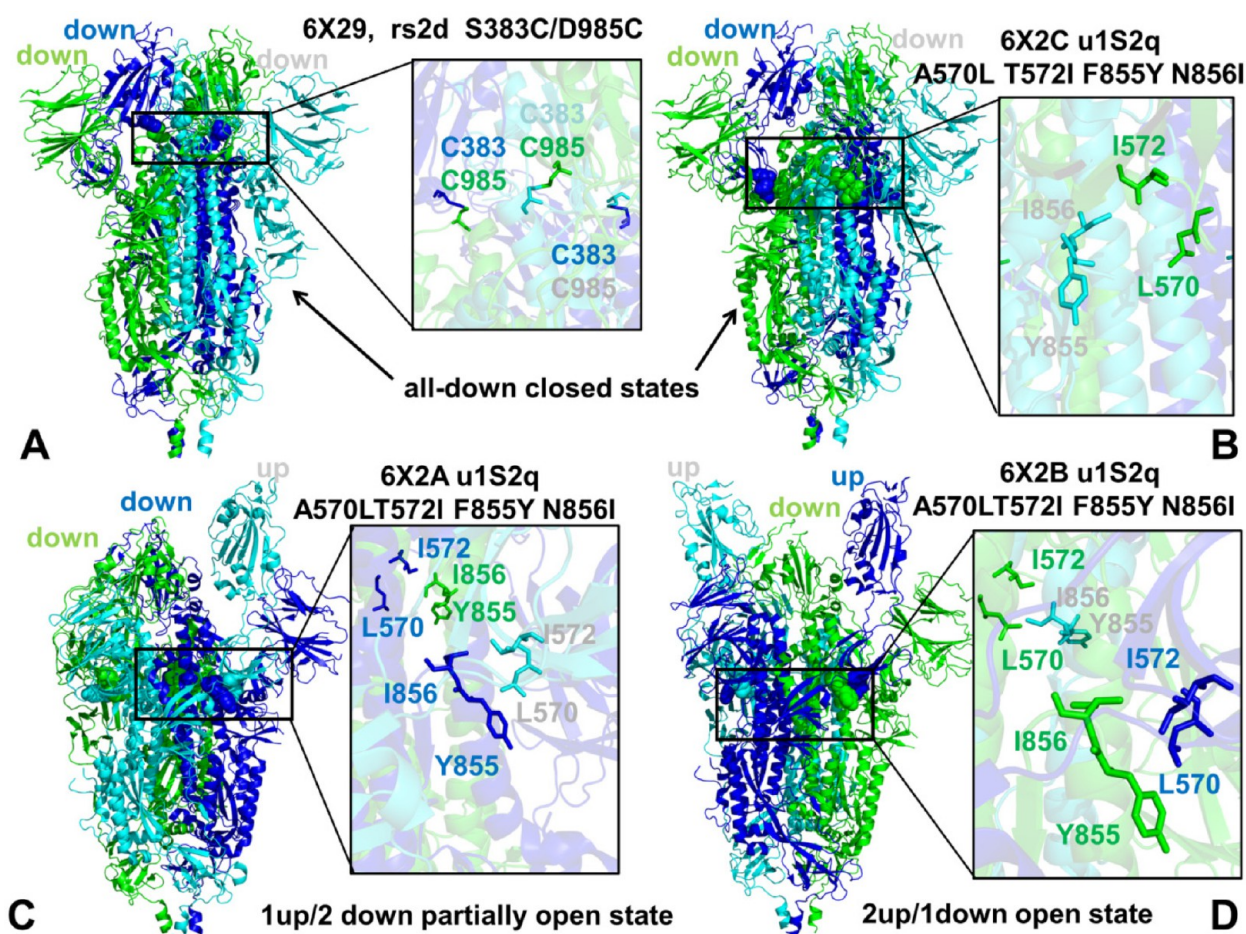 6X29, rs2d S383C/D985C
down
down
down
down
C383
C383 C985
C985
C383
C985
A
6X2C u1S2q
A570L T572I F855Y N856I
down
down
down
I572
I856
L570
Y855
B
all-down closed states
6X2A u1S2q
A570LT572I F855Y N856I
up
down
down
I572
I856
Y855
L570
I572
I856
L570
Y855
C
1up/2 down partially open state
6X2B u1S2q
A570LT572I F855Y N856I
up
up
down
I572
I856
Y855
L570
I572
I856
L570
Y855
2up/1down open state
D